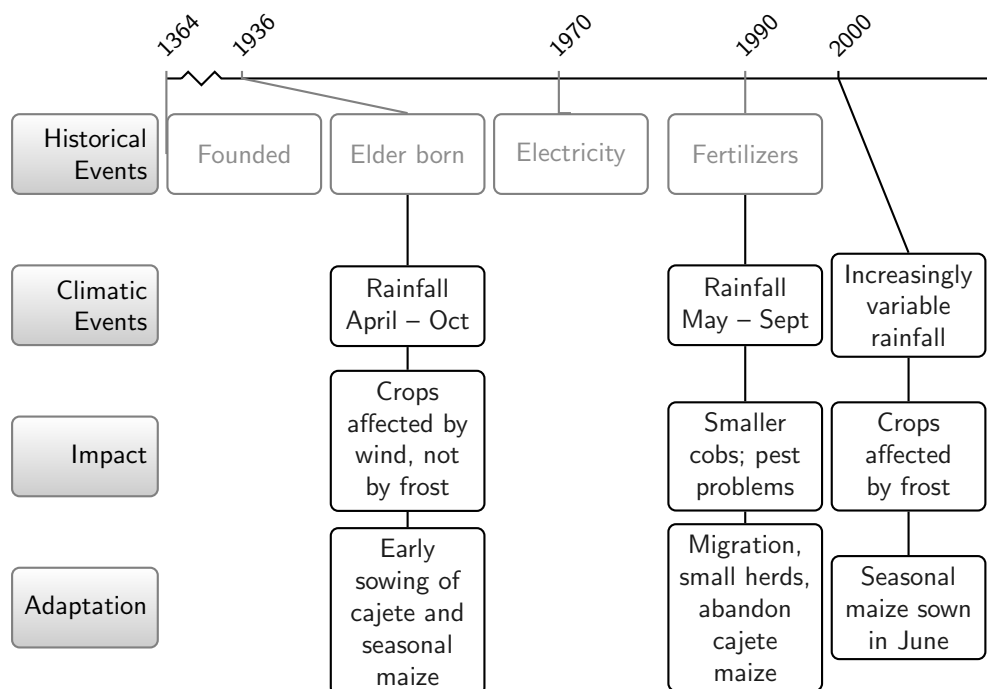 1364
1936
1970
1990
2000
Historical
Events
Founded
Elder born
Electricity
Fertilizers
Climatic
Events
Rainfall
April – Oct
Rainfall
May – Sept
Increasingly
variable
rainfall
Impact
Crops
affected by
wind, not
by frost
Smaller
cobs; pest
problems
Crops
affected
by frost
Adaptation
Early
sowing of
cajete and
seasonal
maize
Migration,
small herds,
abandon
cajete
maize
Seasonal
maize sown
in June